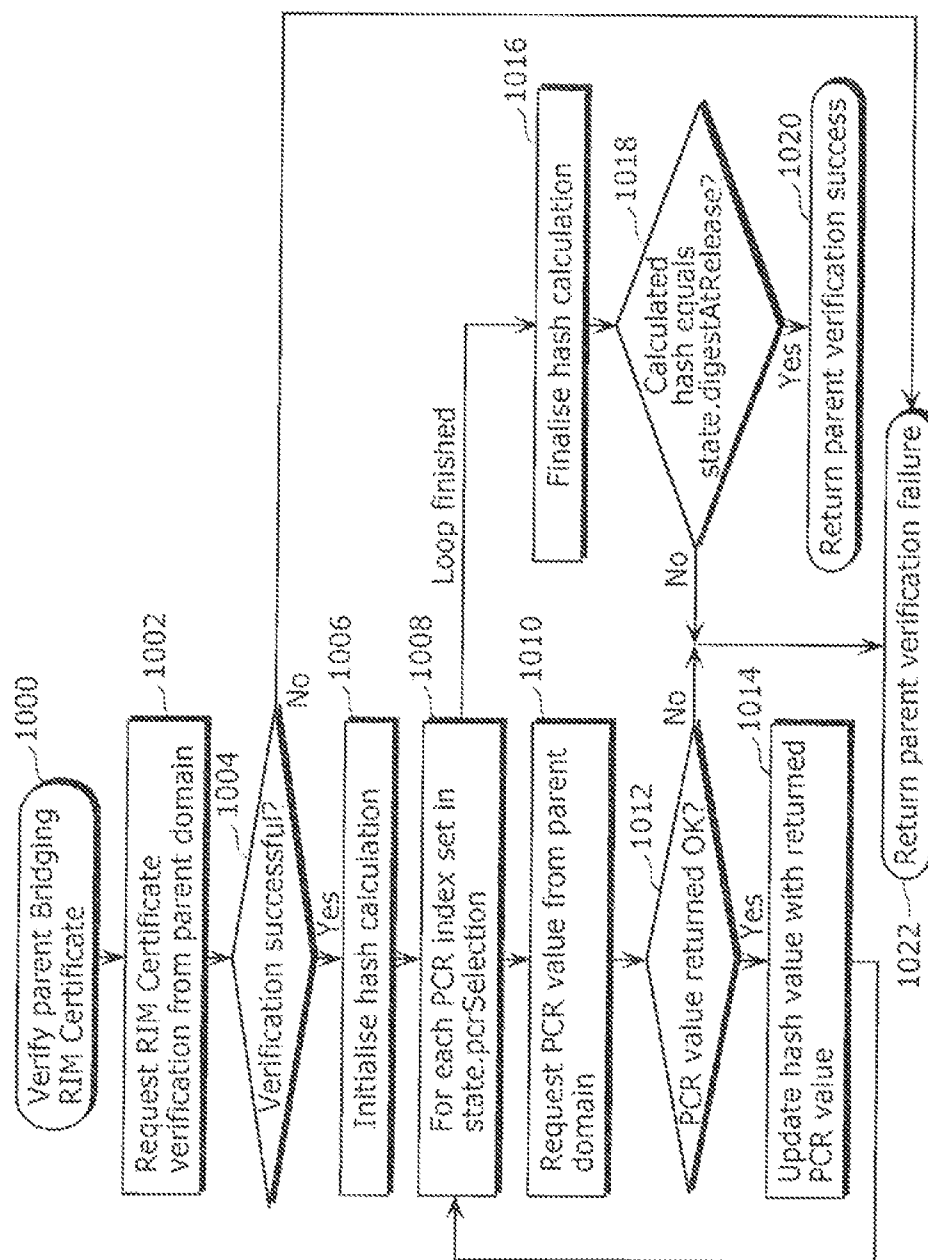 Verify parent Bridging
RIM Certificate
1000
Request RIM Certificate
verification from parent domain
1002
Verification successful?
1004
No
Yes
Initialise hash calculation
1006
For each PCR index set in
state.pcrSelection
1008
Loop finished
Request PCR value from parent
domain
1010
PCR value returned OK?
1012
No
Yes
Update hash value with returned
PCR value
1014
Finalise hash calculation
1016
Calculated
hash equals
state.digestAtRelease?
1018
No
Yes
Return parent verification success
1020
1022
Return parent verification failure